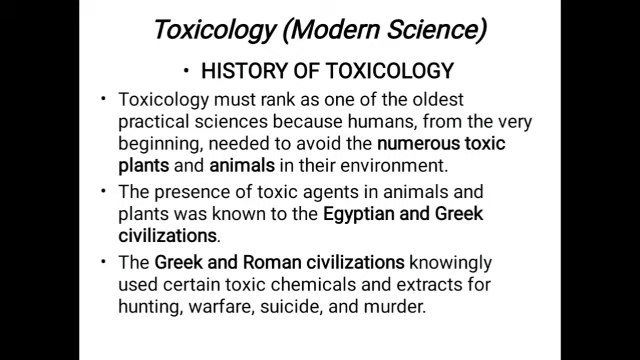 Toxicology (Modern Science)
• HISTORY OF TOXICOLOGY
• Toxicology must rank as one of the oldest
practical sciences because humans, from the very
beginning, needed to avoid the numerous toxic
plants and animals in their environment.
• The presence of toxic agents in animals and
plants was known to the Egyptian and Greek
civilizations.
• The Greek and Roman civilizations knowingly
used certain toxic chemicals and extracts for
hunting, warfare, suicide, and murder.